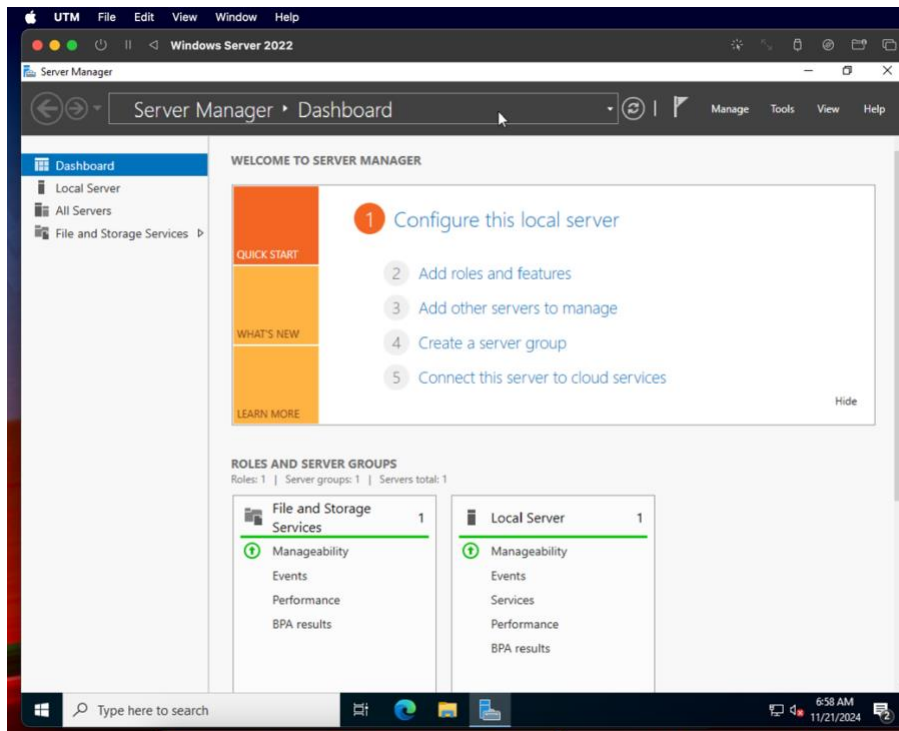 UTM File Edit View Window Help
Windows Server 2022
Server Manager
Server Manager • Dashboard
Manage Tools View Help
Dashboard
Local Server
All Servers
File and Storage Services
WELCOME TO SERVER MANAGER
QUICK START
WHAT'S NEW
LEARN MORE
1 Configure this local server
2 Add roles and features
3 Add other servers to manage
4 Create a server group
5 Connect this server to cloud services
Hide
ROLES AND SERVER GROUPS
Roles: 1 | Server groups: 1 | Servers total: 1
File and Storage
Services
1
Manageability
Events
Performance
BPA results
Local Server 1
Manageability
Events
Services
Performance
BPA results
Type here to search
6:58 AM
11/21/2024
2